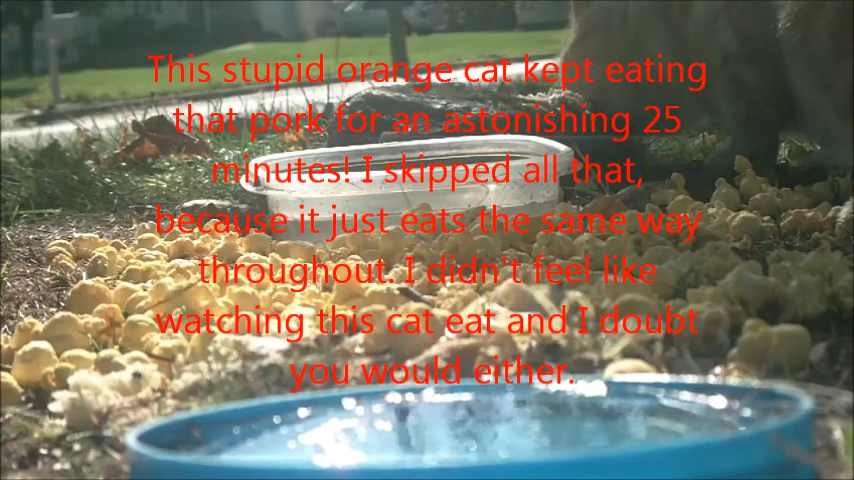 This stupid orange cat kept eating
that pork for an astonishing 25
minutes! I skipped all that,
because it just eats the same way
throughout. I didn't feel like
watching this cat eat and I doubt
you would either.